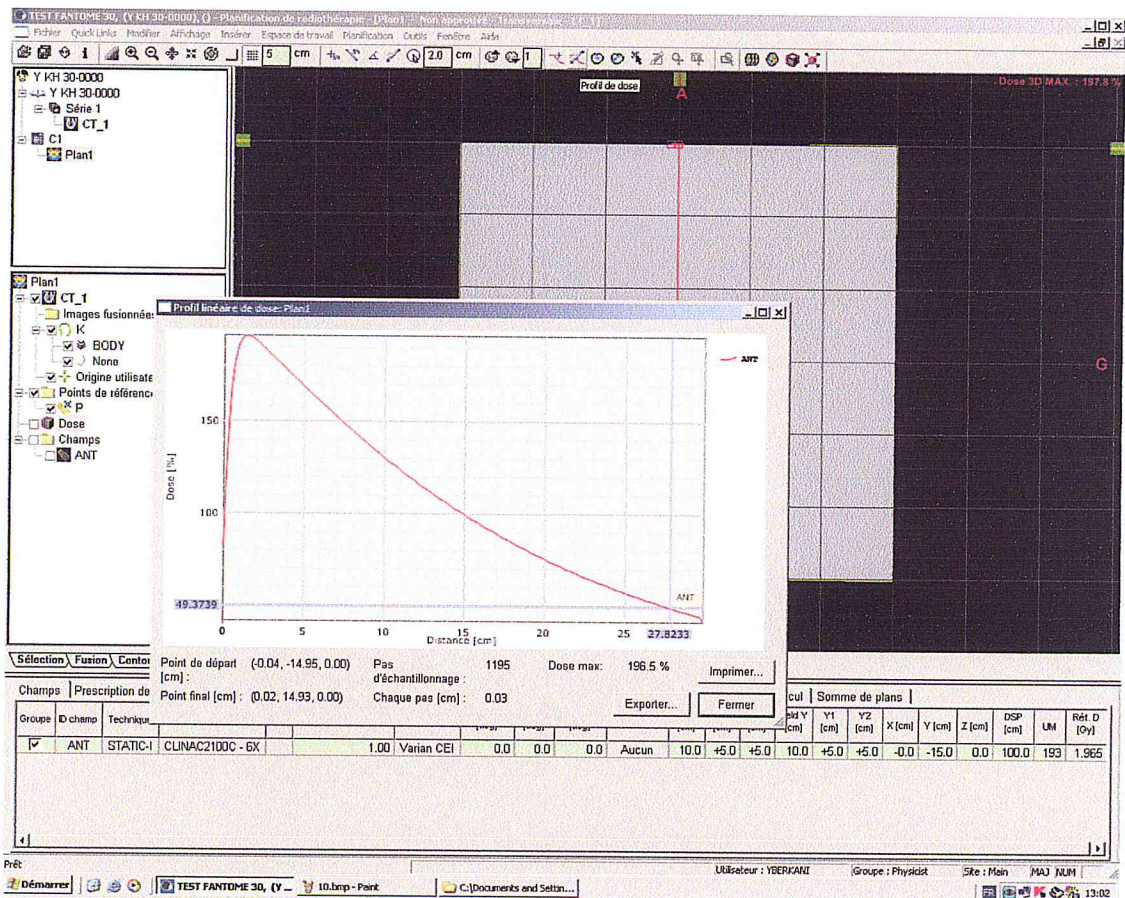 TEST FANTOME 30, (Y KH 30-0000), () - Planification de radiothérapie - [Plan1 - Non approuvé - Transversale - CT_1]
Fichier Quick Links Modifier Affichage Insérer Espace de travail Planification Outils Fenêtre Aide
5 cm 2.0 cm 1
Y KH 30-0000
Y KH 30-0000
Série 1
CT_1
C1
Plan1
Profil de dose
A
Dose 3D MAX. : 197.8 %
G
Plan1
CT_1
Images fusionnées
K
BODY
None
Origine utilisate
Points de référence
P
Dose
Champs
ANT
Profil linéaire de dose: Plan1
ANT
Dose [%]
150
100
49.3739
ANT
0 5 10 15 20 25 27.8233
Distance [cm]
Point de départ [cm] : (-0.04, -14.95, 0.00) Pas d'échantillonnage : 1195 Dose max: 196.5 % Imprimer...
Point final [cm] : (0.02, 14.93, 0.00) Chaque pas [cm] : 0.03 Exporter... Fermer
Sélection Fusion Contou
Champs Prescription de cul Somme de plans
Groupe ID champ Technique eld Y [cm] Y1 [cm] Y2 [cm] X [cm] Y [cm] Z [cm] DSP [cm] UM Réf. D [Gy]
ANT STATIC-I CLINAC2100C - 6X 1.00 Varian CEI 0.0 0.0 0.0 Aucun 10.0 +5.0 +5.0 10.0 +5.0 +5.0 -0.0 -15.0 0.0 100.0 193 1.965
Prêt
Utilisateur : YBERKANI Groupe : Physicist Site : Main MAJ NUM
Démarrer TEST FANTOME 30, (Y ... 10.bmp - Paint C:\Documents and Settin... FR 13:02